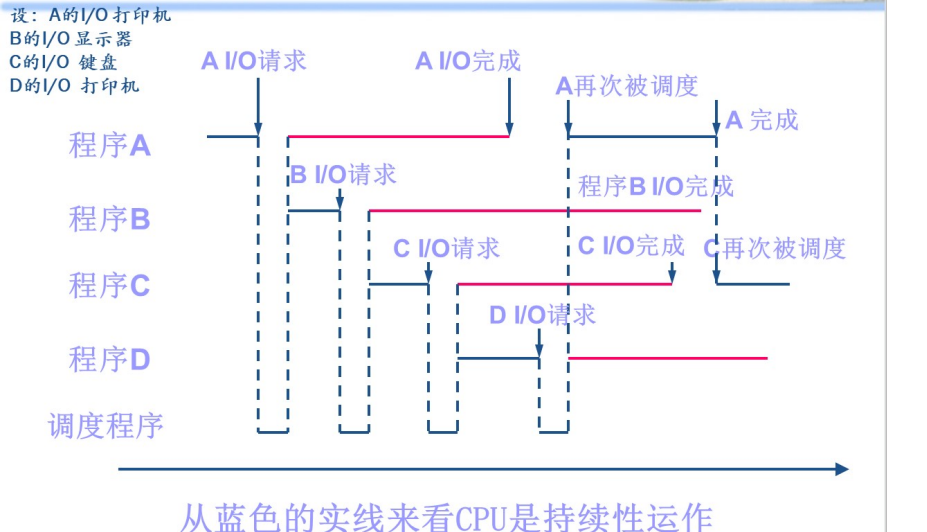 设：A的I/O 打印机
B的I/O 显示器
C的I/O 键盘
D的I/O 打印机
A I/O请求
A I/O完成
A再次被调度
A 完成
程序A
B I/O请求
程序B I/O完成
程序B
C I/O请求
C I/O完成
C再次被调度
程序C
D I/O请求
程序D
调度程序
从蓝色的实线来看CPU是持续性运作